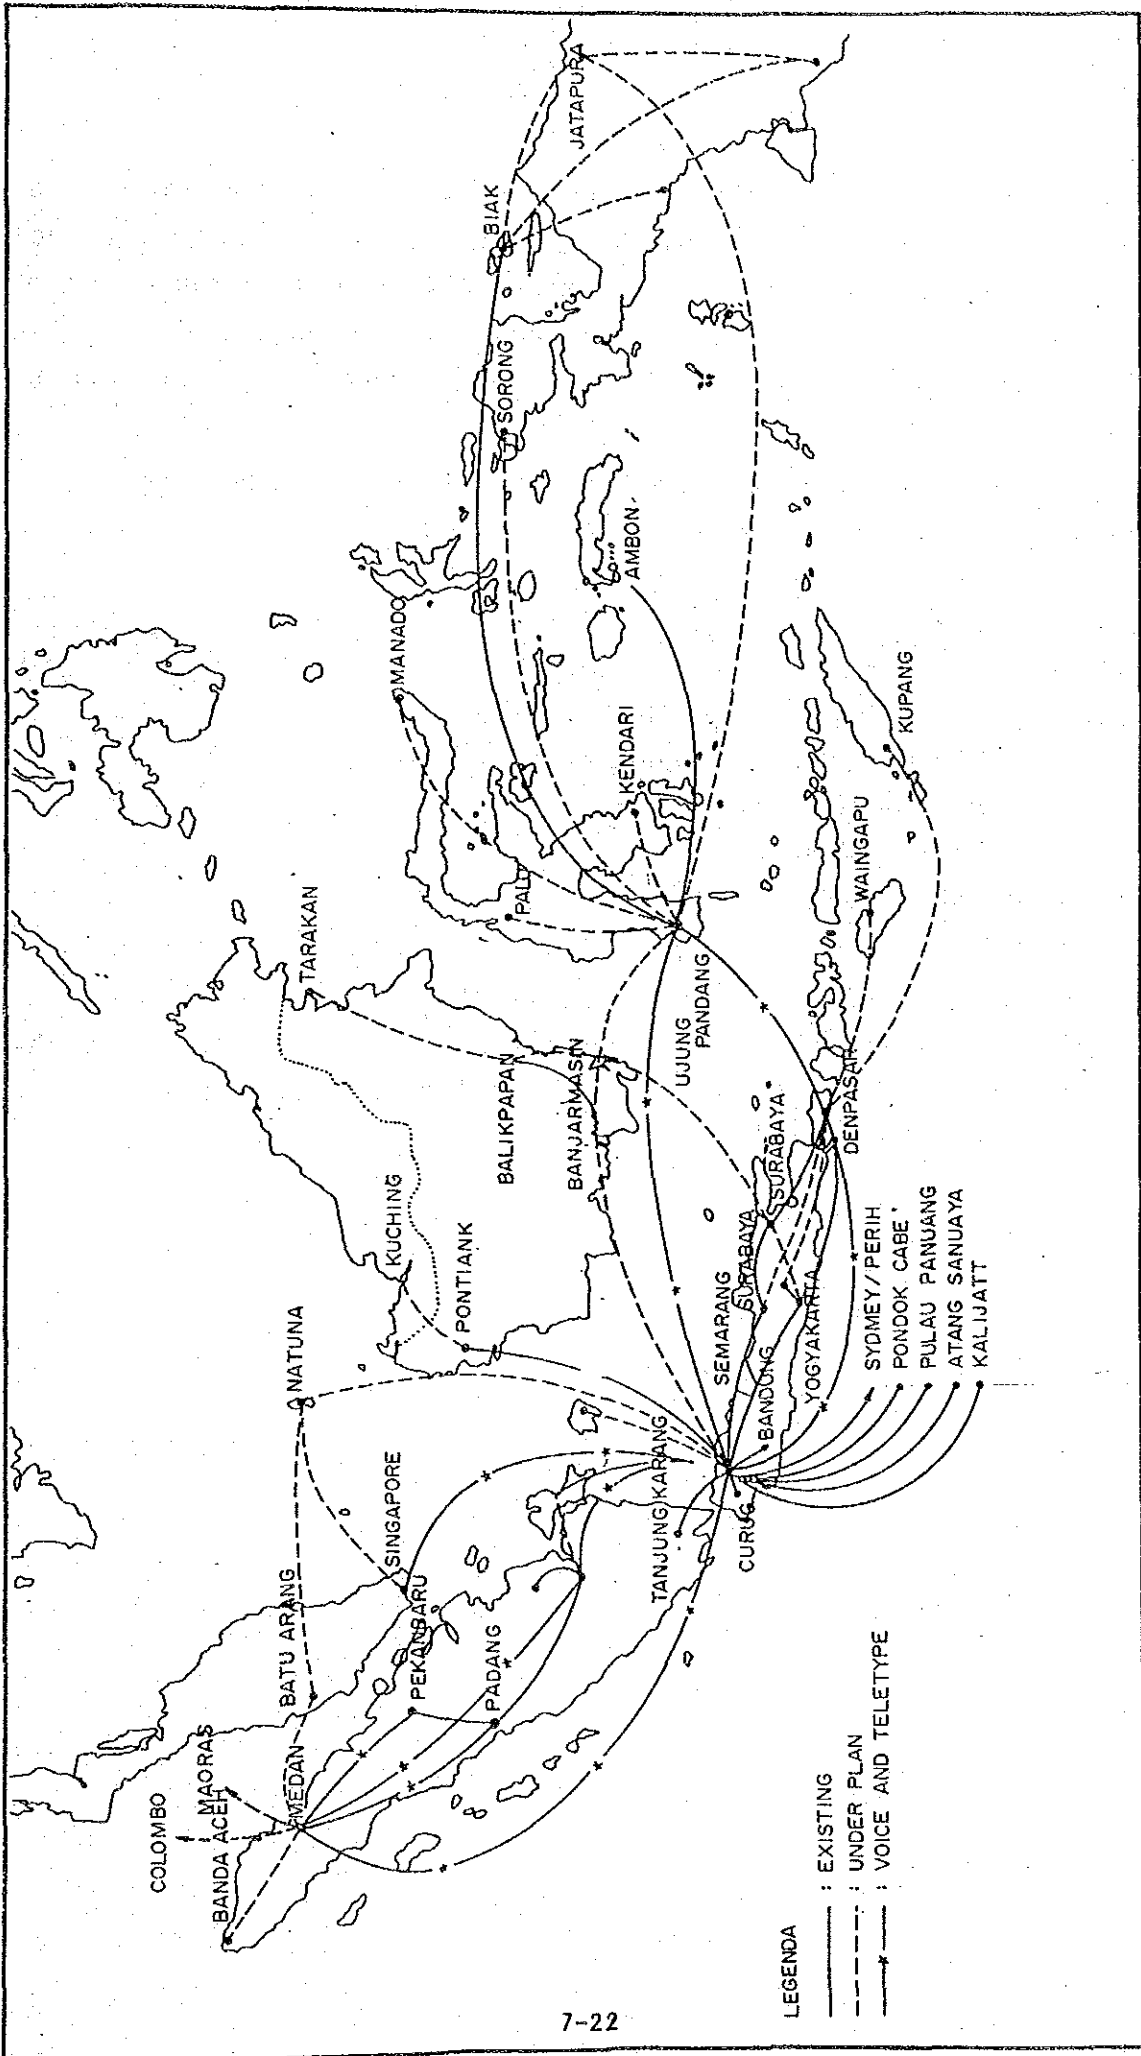 COLOMBO
MAORAS
BANDA ACEH
MEDAN
BATU ARANG
NATUNA
SINGAPORE
PEKANBARU
PADANG
KUCHING
PONTIANK
TARAKAN
BALIKPAPAN
BANJARMASIN
MANADO
PALU
KENDARI
UJUNG
PANDANG
AMBON
SORONG
BIAK
JATAPURA
TANJUNG KARANG
CURUG
SEMARANG
BANDUNG
SURABAYA
SURABAYA
YOGYAKARTA
DENPASAR
WAINGAPU
KUPANG
SYDMEY / PERIH
PONDOK CABE'
PULAU PANUANG
ATANG SANUAYA
KALIJATT
LEGENDA
: EXISTING
: UNDER PLAN
: VOICE AND TELETYPE
7-22